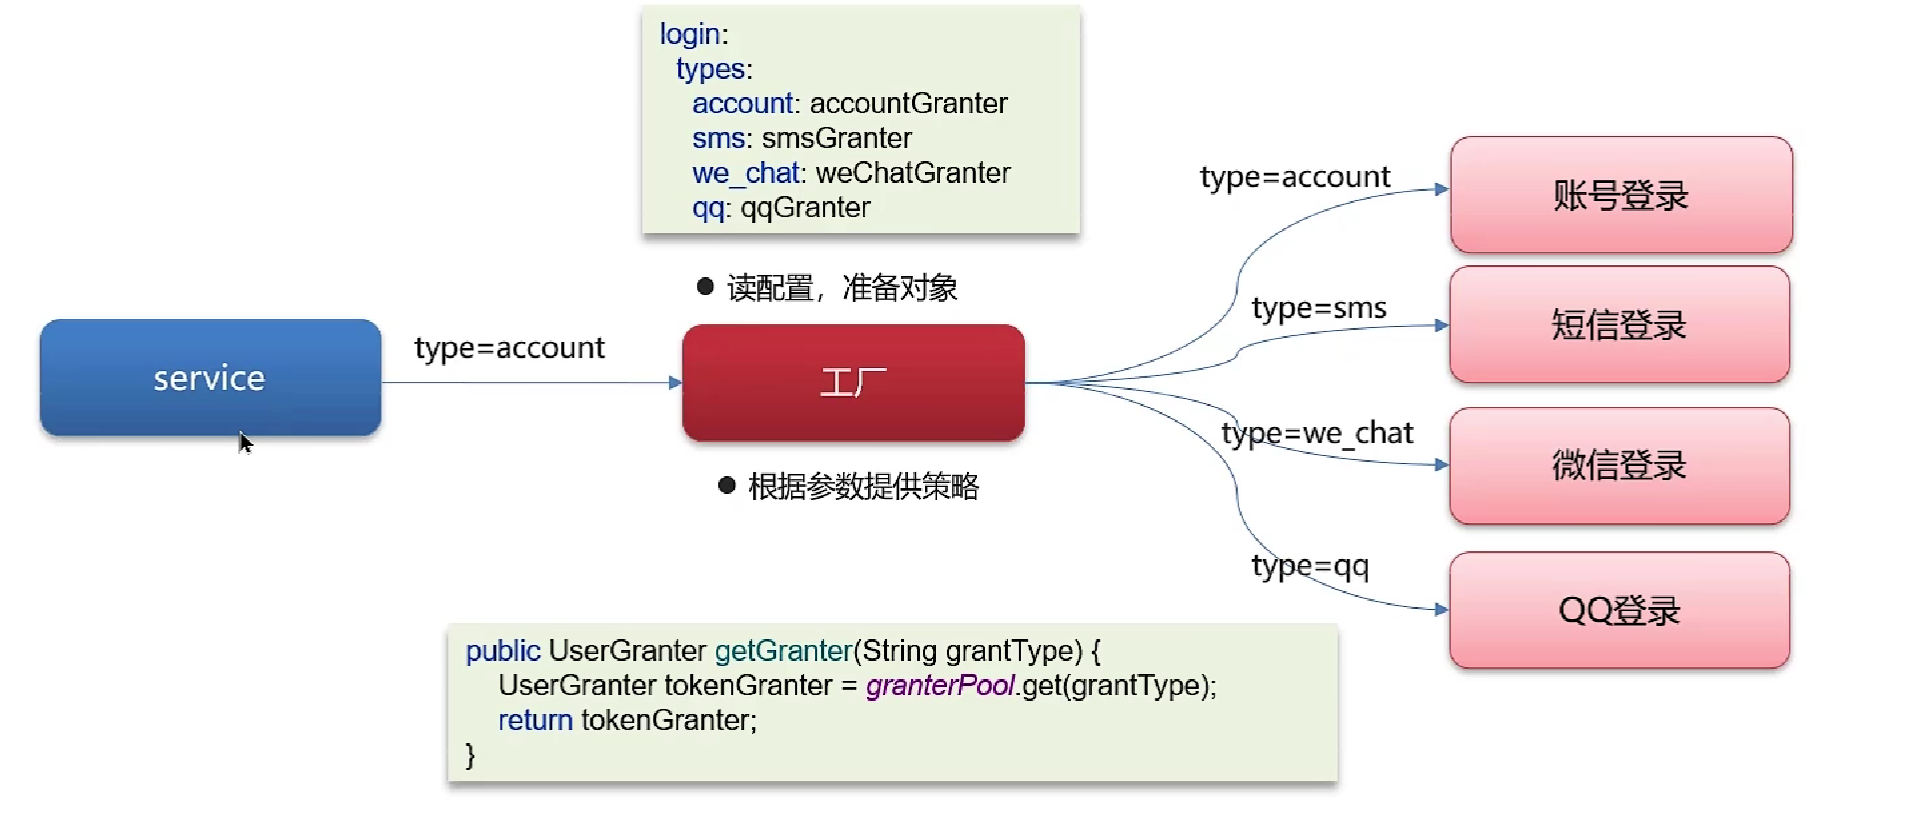 login:
types:
account: accountGranter
sms: smsGranter
we_chat: weChatGranter
qq: qqGranter
读配置，准备对象
service
type=account
工厂
根据参数提供策略
type=account
账号登录
type=sms
短信登录
type=we_chat
微信登录
type=qq
QQ登录
public UserGranter getGranter(String grantType) {
UserGranter tokenGranter = granterPool.get(grantType);
return tokenGranter;
}